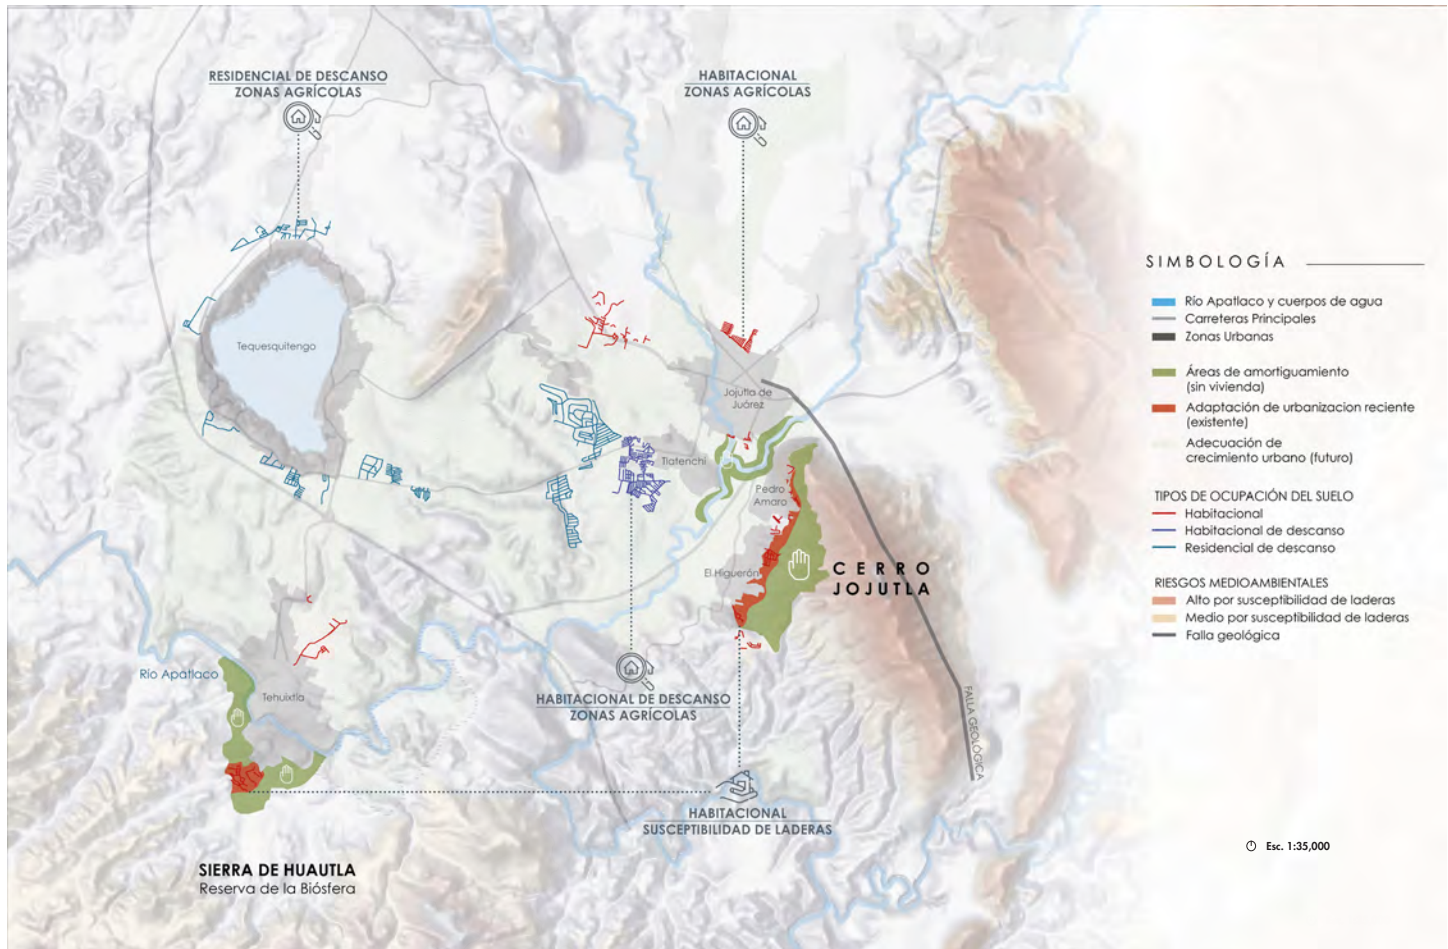 RESIDENCIAL DE DESCANSO
ZONAS AGRÍCOLAS
HABITACIONAL
ZONAS AGRÍCOLAS
Tequesquitengo
Jojutla de
Juárez
Tlatenchi
Pedro
Amaro
El Higuerón
CERRO
JOJUTLA
Río Apatlaco
Tehuixtla
HABITACIONAL DE DESCANSO
ZONAS AGRÍCOLAS
FALLA GEOLÓGICA
HABITACIONAL
SUSCEPTIBILIDAD DE LADERAS
SIERRA DE HUAUTLA
Reserva de la Biósfera
SIMBOLOGÍA
Río Apatlaco y cuerpos de agua
Carreteras Principales
Zonas Urbanas
Áreas de amortiguamiento
(sin vivienda)
Adaptación de urbanizacion reciente
(existente)
Adecuación de
crecimiento urbano (futuro)
TIPOS DE OCUPACIÓN DEL SUELO
Habitacional
Habitacional de descanso
Residencial de descanso
RIESGOS MEDIOAMBIENTALES
Alto por susceptibilidad de laderas
Medio por susceptibilidad de laderas
Falla geológica
Esc. 1:35,000